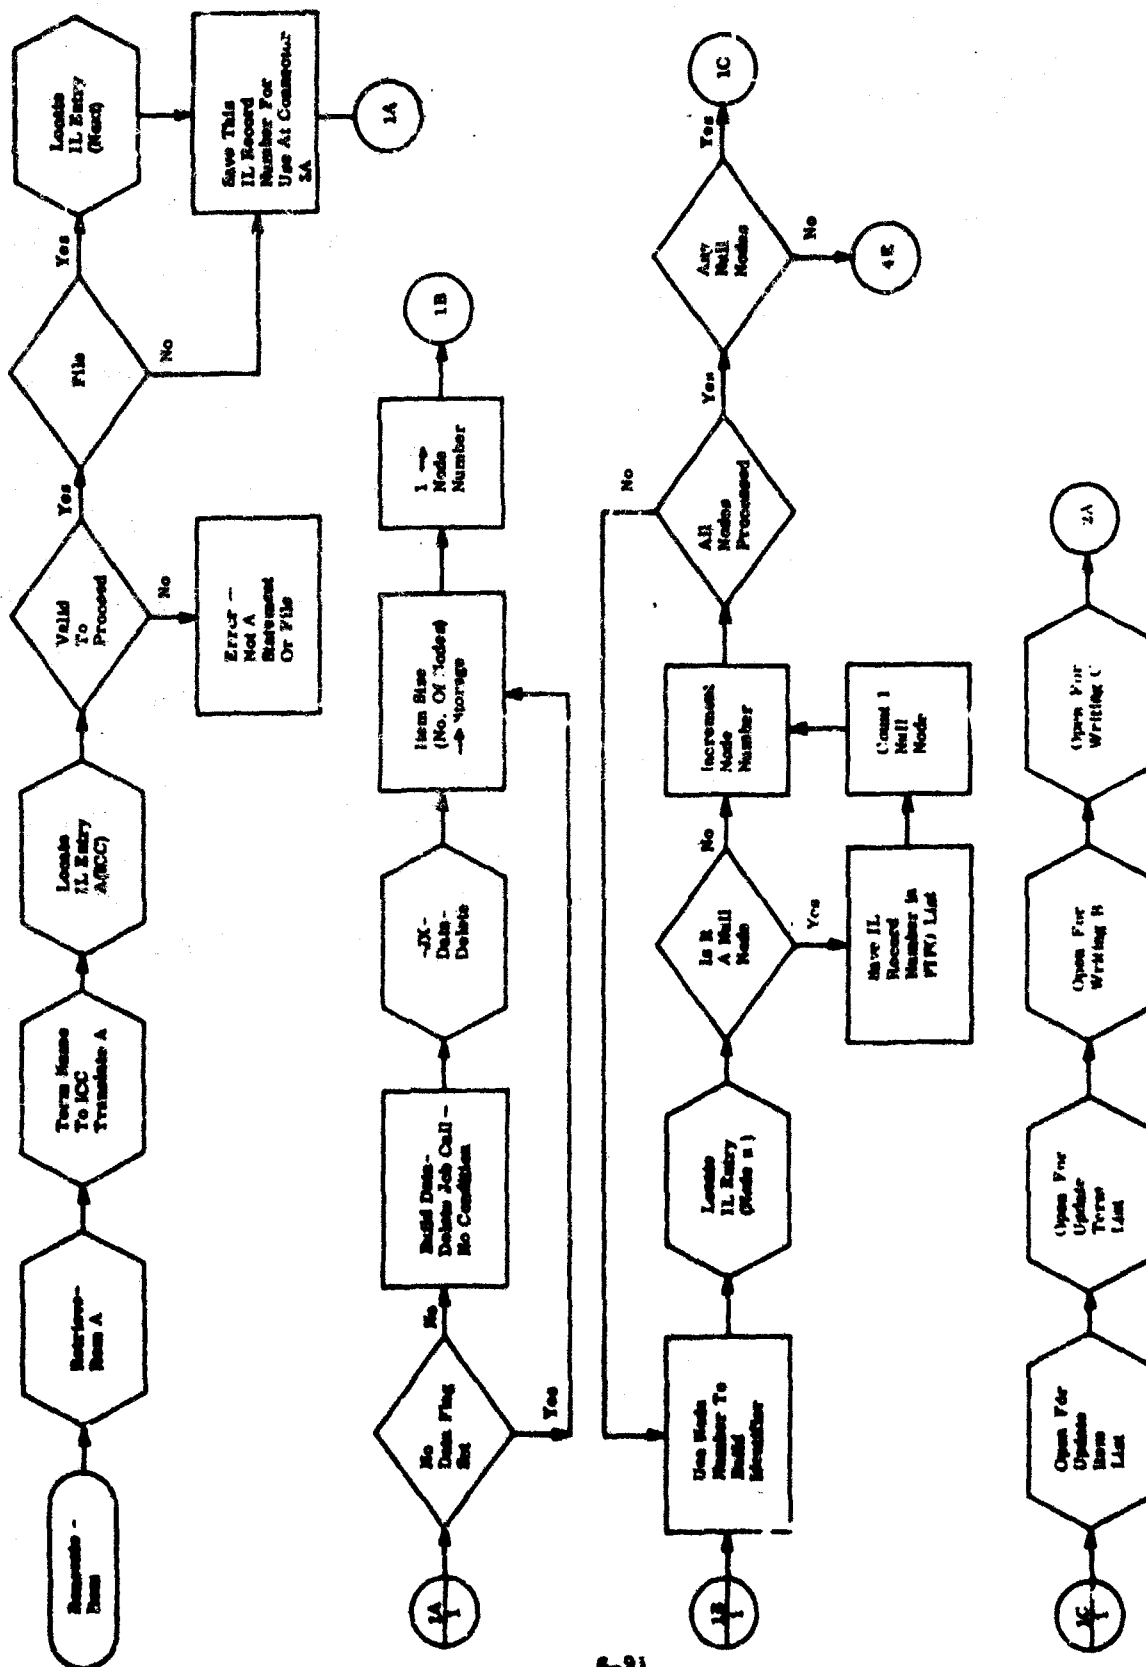 Retrieve-
Item A
Term Name
To ICC
Translate A
Locate
IL Entry
A(ICC)
Valid
To
Proceed
Yes
No
Error —
Not A
Statement
Or File
File
Yes
No
Locate
IL Entry
(Next)
Save This
IL Record
Number For
Use At Connector
1A
1A
1
No
Data Flag
Set
No
Yes
Build Data-
Delete Job Call —
No Condition
Data-
Delete
Item Size
(No. Of Nodes)
→ Storage
1 →
Node
Number
1B
1B
1
Use Node
Number To
Build
Identifier
Locate
IL Entry
Is It
A Null
Node
No
Yes
Save IL
Record
Number in
FIFO List
Count 1
Null
Node
Increment
Node
Number
All
Nodes
Processed
No
Yes
Any
Null
Nodes
Yes
No
1C
1C
1
Open For
Update
Item
List
Open For
Update
Term
List
Open For
Writing B
Open For
Writing C
2A